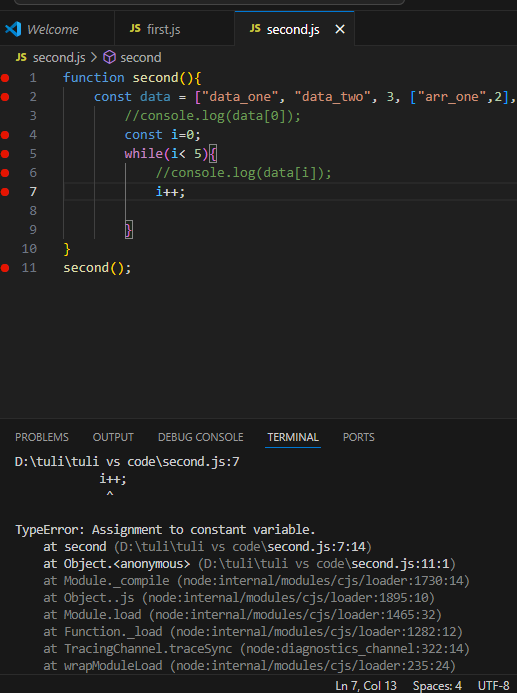 Welcome
JS first.js
JS second.js
JS second.js > second
1 function second(){
2 const data = ["data_one", "data_two", 3, ["arr_one",2],
3 //console.log(data[0]);
4 const i=0;
5 while(i< 5){
6 //console.log(data[i]);
7 i++;
8
9 }
10 }
11 second();
PROBLEMS OUTPUT DEBUG CONSOLE TERMINAL PORTS
D:\tuli\tuli vs code\second.js:7
i++;
^
TypeError: Assignment to constant variable.
at second (D:\tuli\tuli vs code\second.js:7:14)
at Object.<anonymous> (D:\tuli\tuli vs code\second.js:11:1)
at Module._compile (node:internal/modules/cjs/loader:1730:14)
at Object..js (node:internal/modules/cjs/loader:1895:10)
at Module.load (node:internal/modules/cjs/loader:1465:32)
at Function._load (node:internal/modules/cjs/loader:1282:12)
at TracingChannel.traceSync (node:diagnostics_channel:322:14)
at wrapModuleLoad (node:internal/modules/cjs/loader:235:24)
Ln 7, Col 13 Spaces: 4 UTF-8